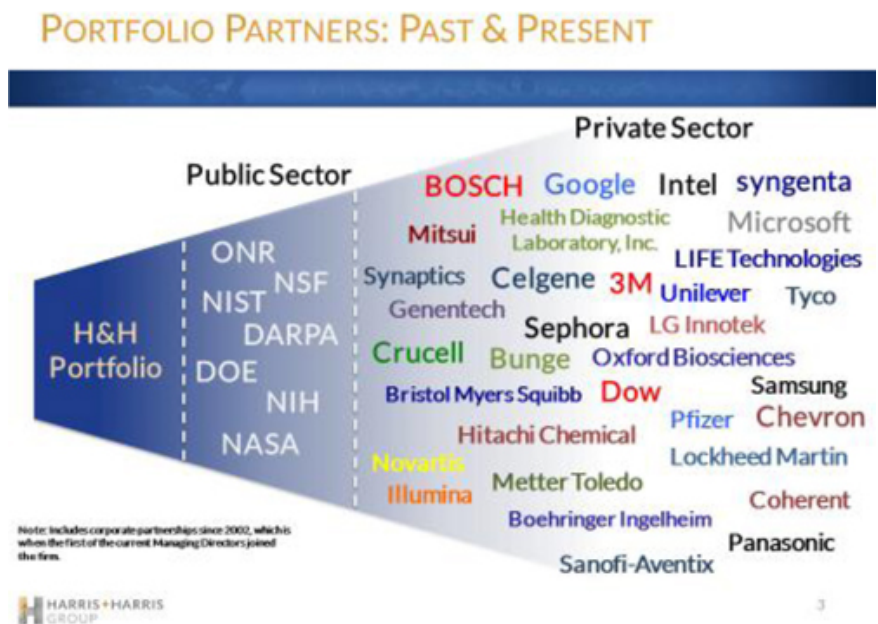 PORTFOLIO PARTNERS: PAST & PRESENT
Private Sector
Public Sector
BOSCH Google Intel syngenta
Health Diagnostic
Laboratory, Inc.
Mitsui
Microsoft
ONR
LIFE Technologies
NSF
Synaptics Celgene 3M
Unilever Tyco
NIST
Genentech
H&H
Portfolio
DARPA
Sephora LG Innotek
Crucell Bunge Oxford Biosciences
DOE
Bristol Myers Squibb Dow Samsung
NIH
Pfizer Chevron
Hitachi Chemical
NASA
Novartis
Lockheed Martin
Illumina
Metter Toledo
Coherent
Boehringer Ingelheim
Panasonic
Sanofi-Aventix
Note: Includes corporate partnerships since 2002, which is
when the first of the current Managing Directors joined
the firm.
HARRIS+HARRIS
GROUP
3